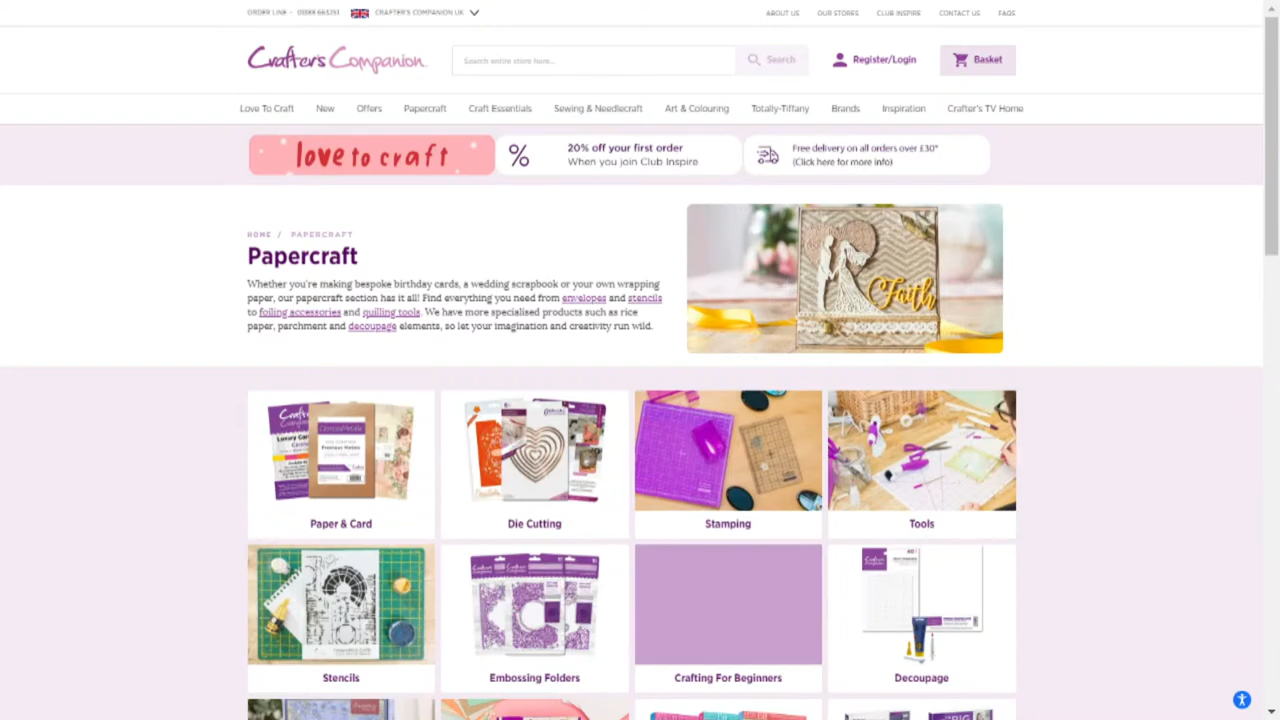 ORDER LINE - 01388 663251
CRAFTER'S COMPANION UK
ABOUT US
OUR STORES
CLUB INSPIRE
CONTACT US
FAQS
Crafter's Companion
Search entire store here...
Search
Register/Login
Basket
Love To Craft
New
Offers
Papercraft
Craft Essentials
Sewing & Needlecraft
Art & Colouring
Totally-Tiffany
Brands
Inspiration
Crafter's TV Home
love to craft
20% off your first order
When you join Club Inspire
Free delivery on all orders over £30*
(Click here for more info)
HOME / PAPERCRAFT
Papercraft
Whether you're making bespoke birthday cards, a wedding scrapbook or your own wrapping
paper, our papercraft section has it all! Find everything you need from envelopes and stencils
to foiling accessories and quilling tools. We have more specialised products such as rice
paper, parchment and decoupage elements, so let your imagination and creativity run wild.
Faith
Paper & Card
Die Cutting
Stamping
Tools
Stencils
Embossing Folders
Crafting For Beginners
Decoupage